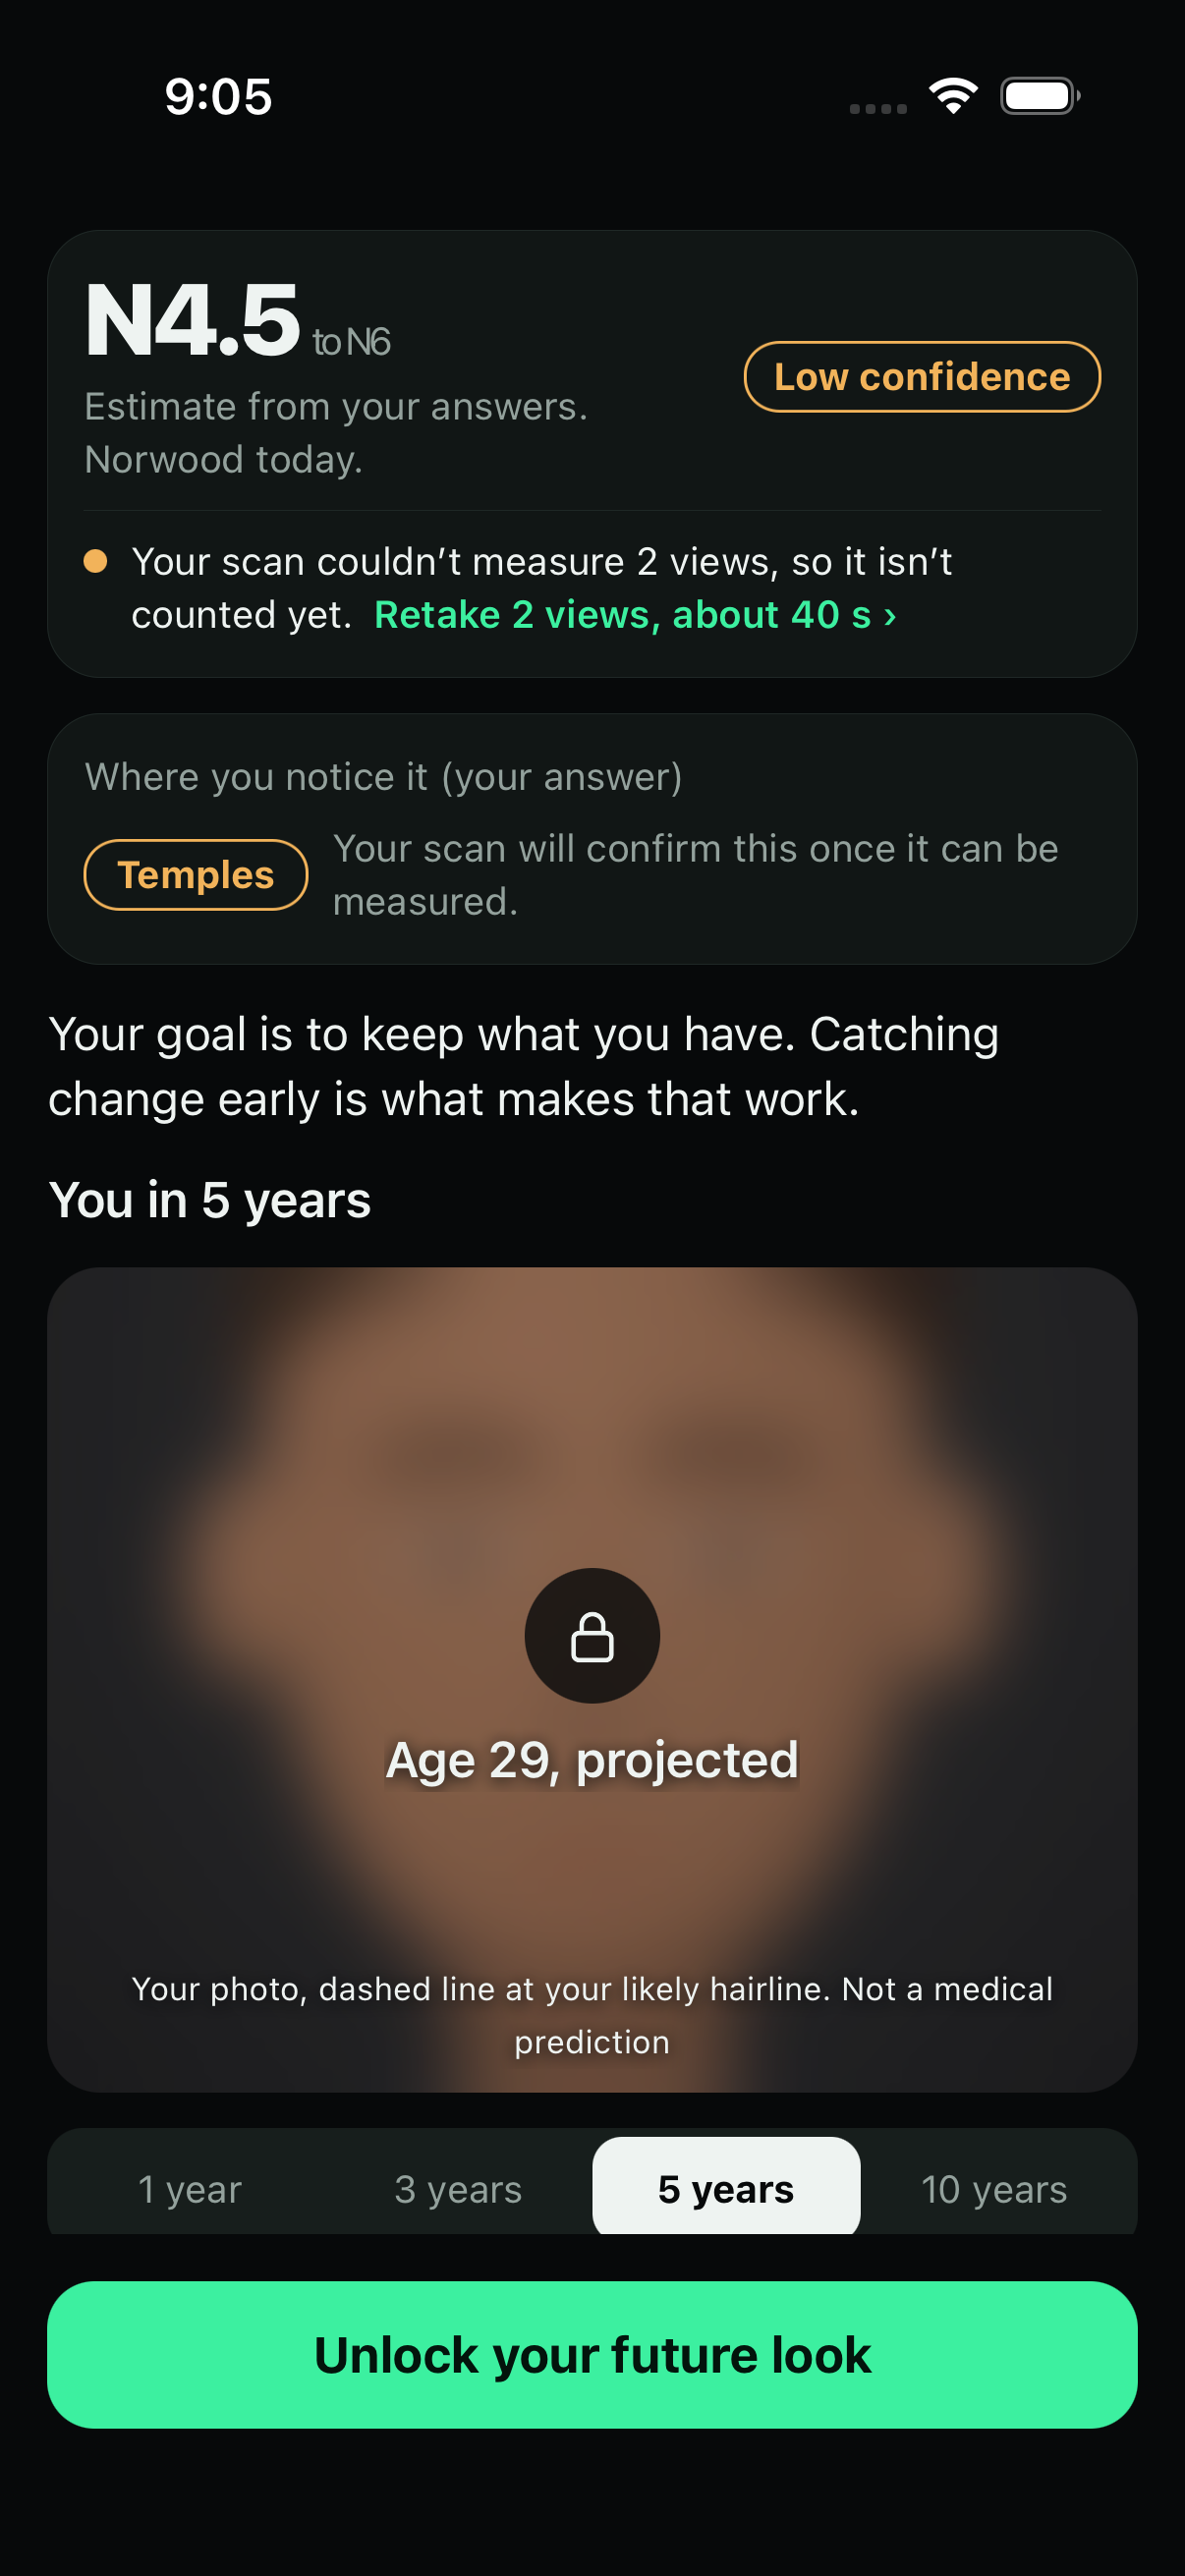 9:05
N4.5 to N6
Low confidence
Estimate from your answers.
Norwood today.
Your scan couldn’t measure 2 views, so it isn’t
counted yet. Retake 2 views, about 40 s ›
Where you notice it (your answer)
Temples
Your scan will confirm this once it can be
measured.
Your goal is to keep what you have. Catching
change early is what makes that work.
You in 5 years
Age 29, projected
Your photo, dashed line at your likely hairline. Not a medical
prediction
1 year 3 years 5 years 10 years
Unlock your future look